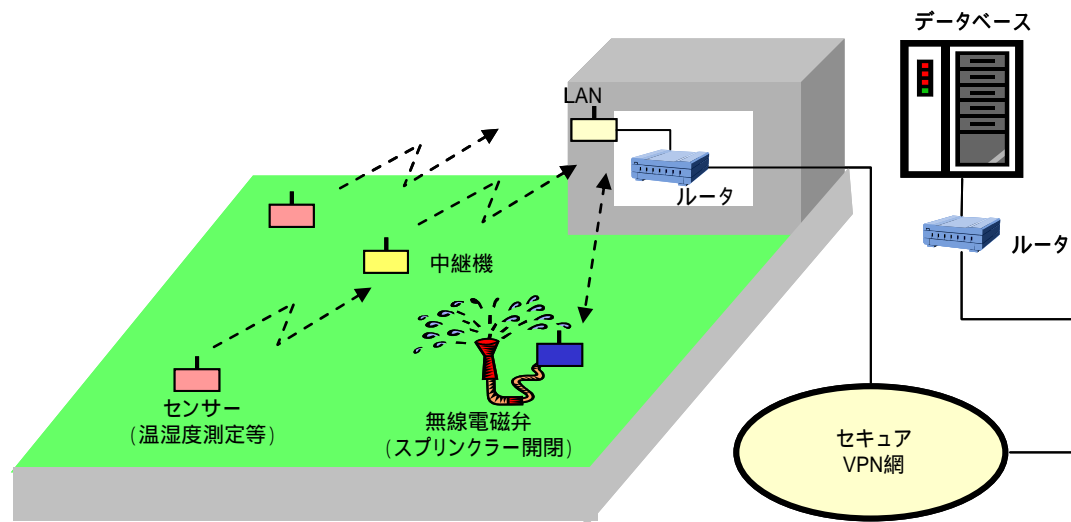 データベース
LAN
ルータ
ルータ
中継機
センサー
(温湿度測定等)
無線電磁弁
(スプリンクラー開閉)
セキュア
VPN網